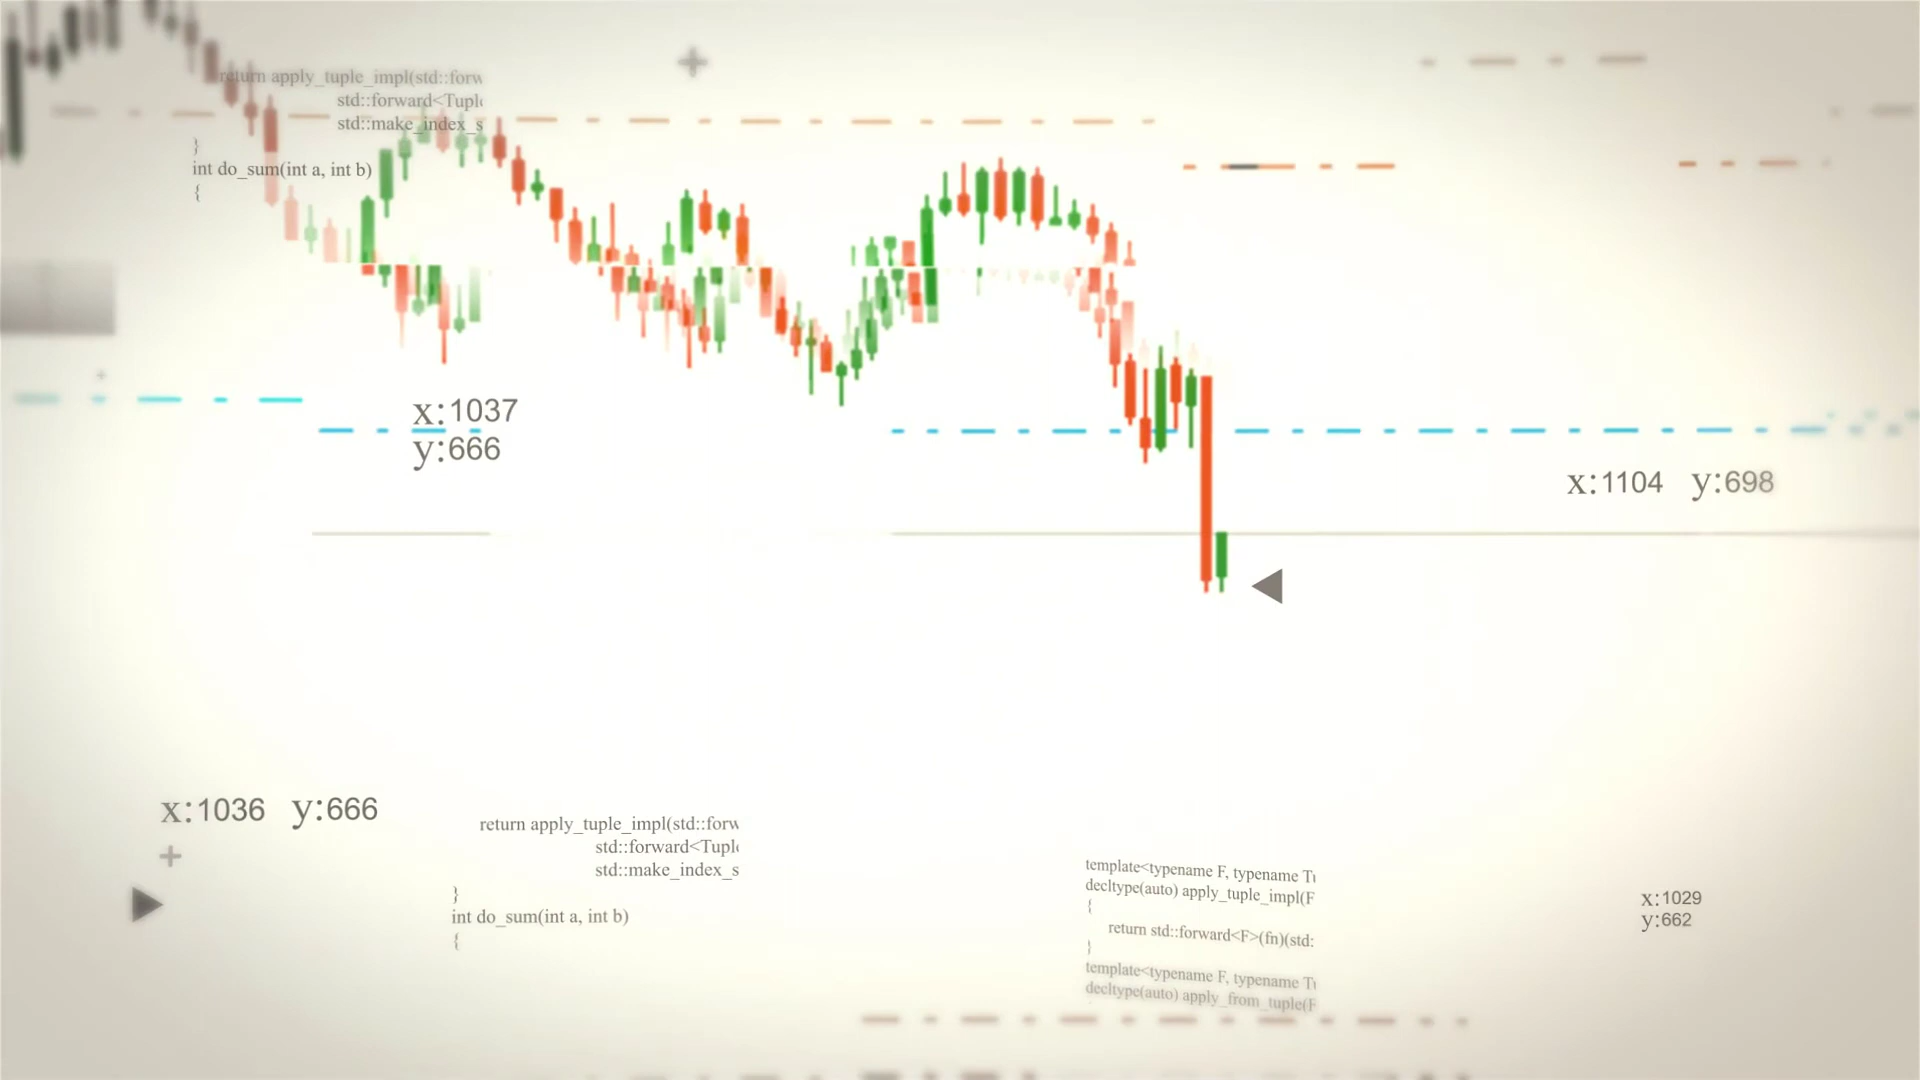 return apply_tuple_impl(std::forw
std::forward<Tupl
std::make_index_s
}
int do_sum(int a, int b)
{
x:1037
y:666
x:1104 y:698
x:1036 y:666
return apply_tuple_impl(std::forw
std::forward<Tupl
std::make_index_s
}
int do_sum(int a, int b)
{
template<typename F, typename T
decltype(auto) apply_tuple_impl(F
{
return std::forward<F>(fn)(std:
}
template<typename F, typename T
decltype(auto) apply_from_tuple(F
x:1029
y:662